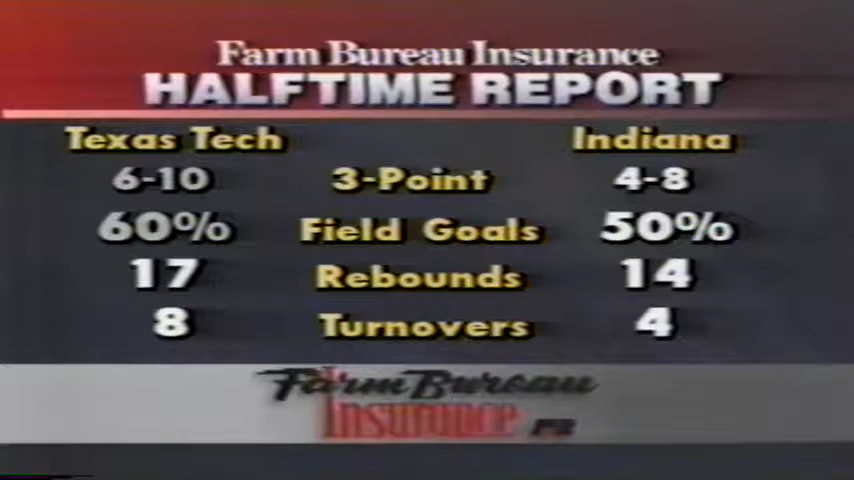 Farm Bureau Insurance
HALFTIME REPORT
Texas Tech Indiana
6-10 3-Point 4-8
60% Field Goals 50%
17 Rebounds 14
8 Turnovers 4
Farm Bureau
Insurance